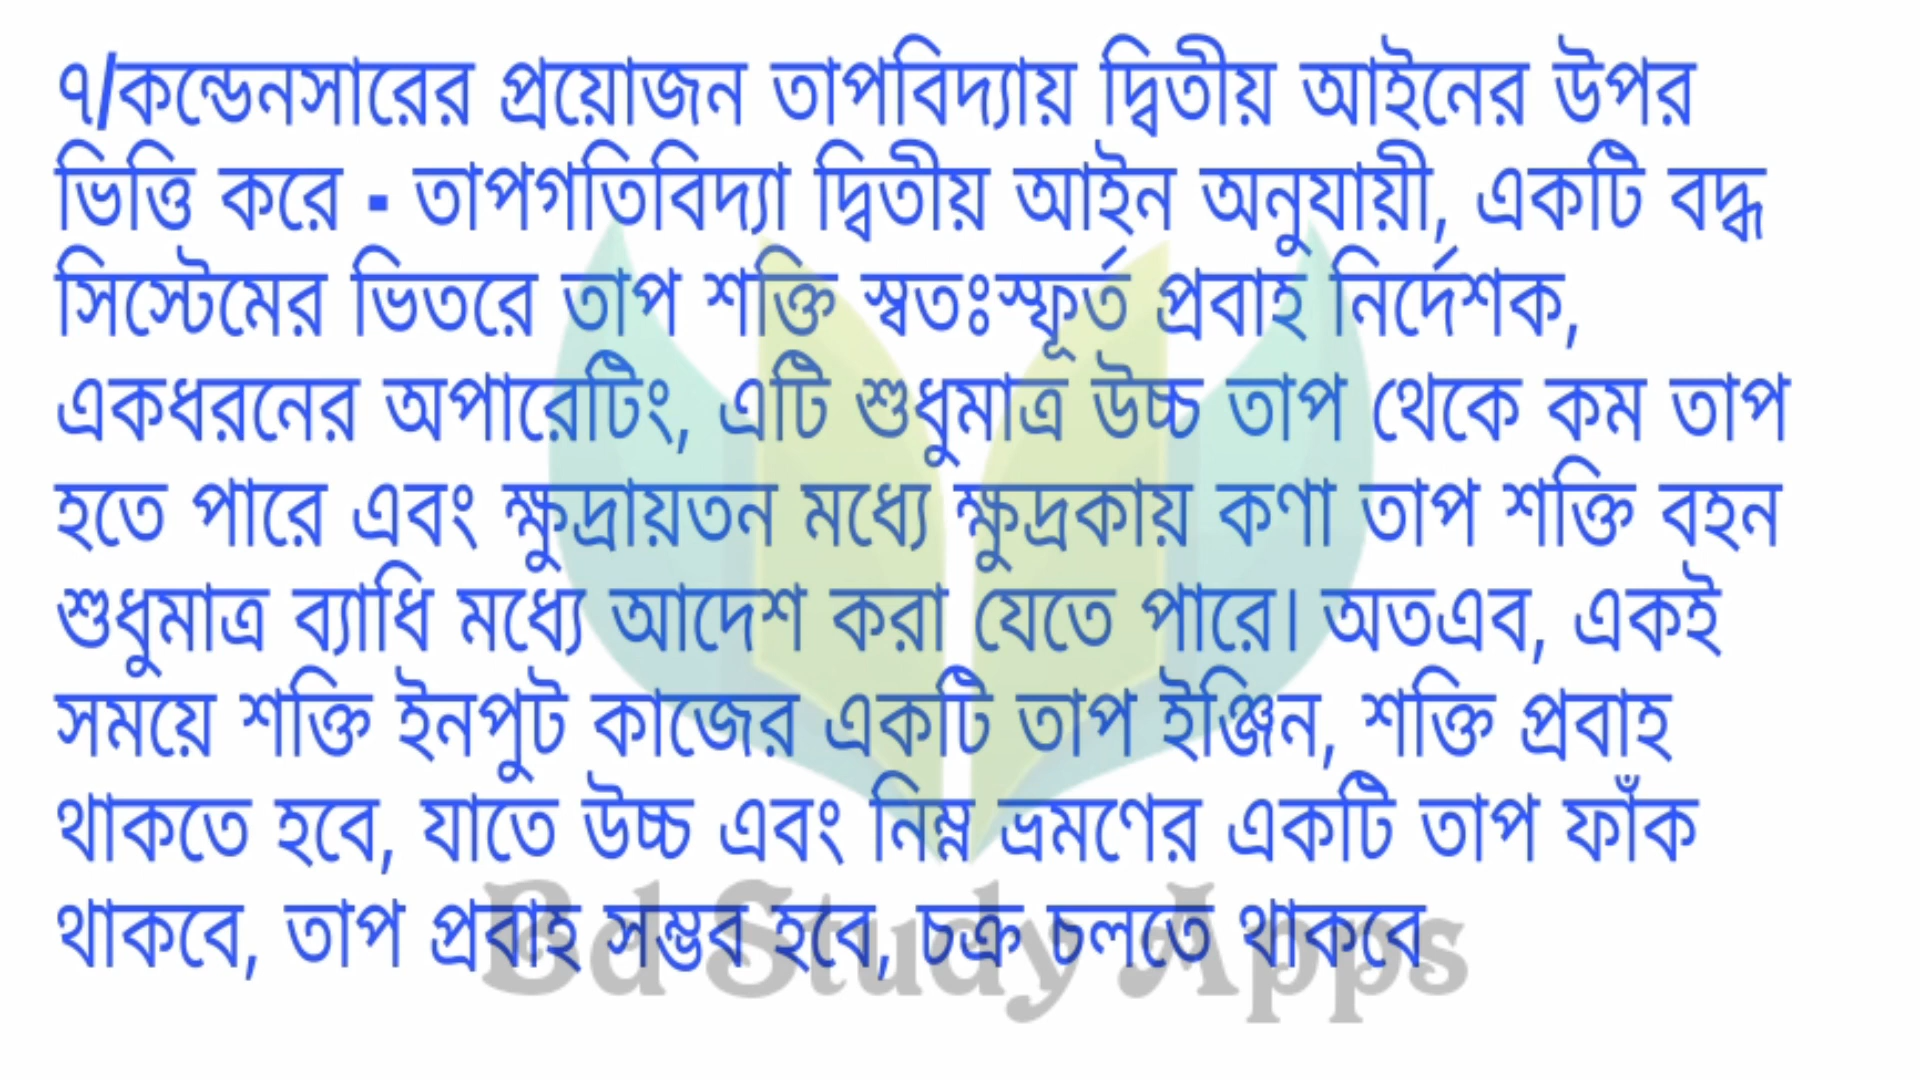 ৭/কন্ডেনসারের প্রয়োজন তাপবিদ্যায় দ্বিতীয় আইনের উপর
ভিত্তি করে - তাপগতিবিদ্যা দ্বিতীয় আইন অনুযায়ী, একটি বদ্ধ
সিস্টেমের ভিতরে তাপ শক্তি স্বতঃস্ফূর্ত প্রবাহ নির্দেশক,
একধরনের অপারেটিং, এটি শুধুমাত্র উচ্চ তাপ থেকে কম তাপ
হতে পারে এবং ক্ষুদ্রায়তন মধ্যে ক্ষুদ্রকায় কণা তাপ শক্তি বহন
শুধুমাত্র ব্যাধি মধ্যে আদেশ করা যেতে পারে। অতএব, একই
সময়ে শক্তি ইনপুট কাজের একটি তাপ ইঞ্জিন, শক্তি প্রবাহ
থাকতে হবে, যাতে উচ্চ এবং নিম্ন ভ্রমণের একটি তাপ ফাঁক
থাকবে, তাপ প্রবাহ সম্ভব হবে, চক্র চলতে থাকবে
Bd Study Apps